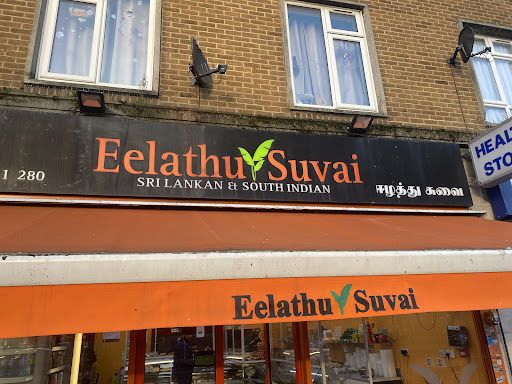 Eelathu Suvai
SRI LANKAN & SOUTH INDIAN
1 280
ஈழத்து சுவை
HEAL
STO
Eelathu Suvai